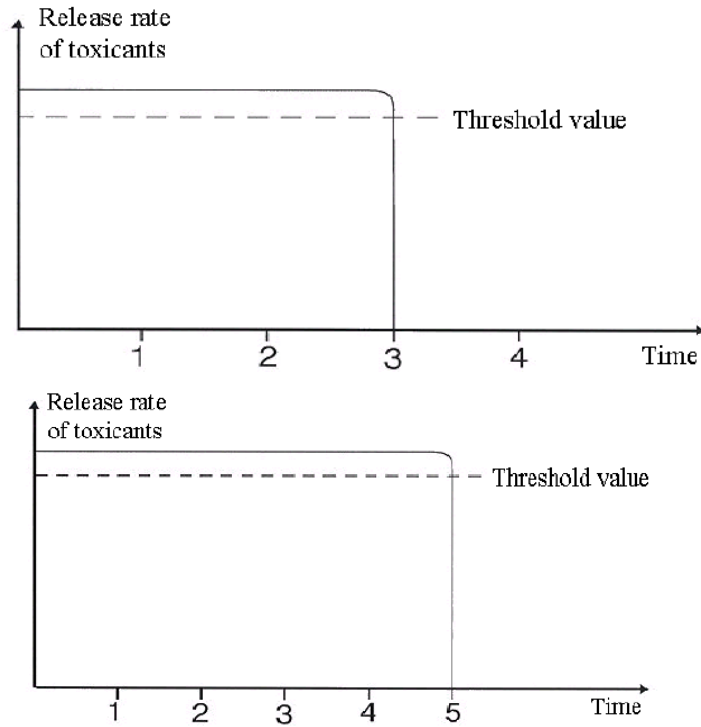 Release rate
of toxicants
Threshold value
1 2 3 4 Time
Release rate
of toxicants
Threshold value
1 2 3 4 5 Time